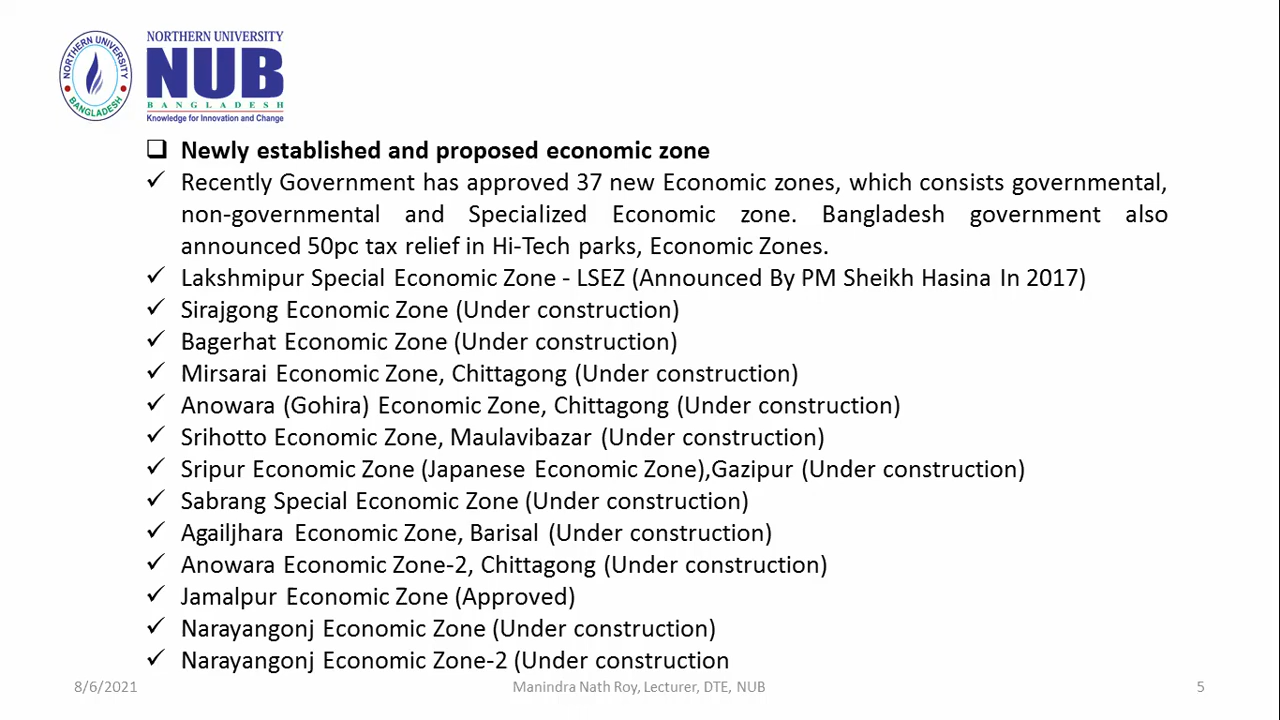 NORTHERN UNIVERSITY
BANGLADESH
NORTHERN UNIVERSITY
NUB
BANGLADESH
Knowledge for Innovation and Change
Newly established and proposed economic zone
Recently Government has approved 37 new Economic zones, which consists governmental,
non-governmental and Specialized Economic zone. Bangladesh government also
announced 50pc tax relief in Hi-Tech parks, Economic Zones.
Lakshmipur Special Economic Zone - LSEZ (Announced By PM Sheikh Hasina In 2017)
Sirajgong Economic Zone (Under construction)
Bagerhat Economic Zone (Under construction)
Mirsarai Economic Zone, Chittagong (Under construction)
Anowara (Gohira) Economic Zone, Chittagong (Under construction)
Srihotto Economic Zone, Maulavibazar (Under construction)
Sripur Economic Zone (Japanese Economic Zone),Gazipur (Under construction)
Sabrang Special Economic Zone (Under construction)
Agailjhara Economic Zone, Barisal (Under construction)
Anowara Economic Zone-2, Chittagong (Under construction)
Jamalpur Economic Zone (Approved)
Narayangonj Economic Zone (Under construction)
Narayangonj Economic Zone-2 (Under construction
8/6/2021
Manindra Nath Roy, Lecturer, DTE, NUB
5